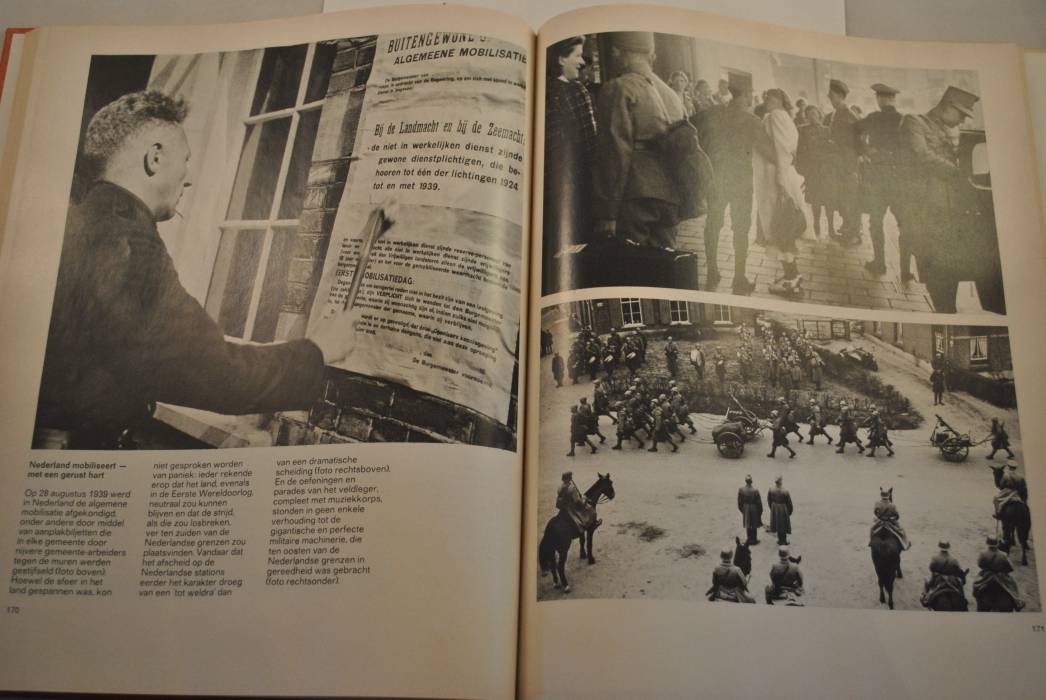 BUITENGEWONE
ALGEMEENE MOBILISATIE
De Burgemeester van
Bij de Landmacht en bij de Zeemacht:
de niet in werkelijken dienst zijnde
gewone dienstplichtigen, die be-
hooren tot één der lichtingen 1924
tot en met 1939.
EERSTE MOBILISATIEDAG:
De Burgemeester voornoemd,
Nederland mobiliseert —
met een gerust hart
Op 28 augustus 1939 werd
in Nederland de algemene
mobilisatie afgekondigd,
onder andere door middel
van aanplakbiljetten die
in elke gemeente door
nijvere gemeente-arbeiders
tegen de muren werden
gestijfseld (foto boven).
Hoewel de sfeer in het
land gespannen was, kon
niet gesproken worden
van paniek: ieder rekende
erop dat het land, evenals
in de Eerste Wereldoorlog,
neutraal zou kunnen
blijven en dat de strijd,
als die zou losbreken,
ver ten zuiden van de
Nederlandse grenzen zou
plaatsvinden. Vandaar dat
het afscheid op de
Nederlandse stations
eerder het karakter droeg
van een 'tot weldra' dan
van een dramatische
scheiding (foto rechtsboven).
En de oefeningen en
parades van het veldleger,
compleet met muziekkorps,
stonden in geen enkele
verhouding tot de
gigantische en perfecte
militaire machinerie, die
ten oosten van de
Nederlandse grenzen in
gereedheid was gebracht
(foto rechtsonder).
170
171